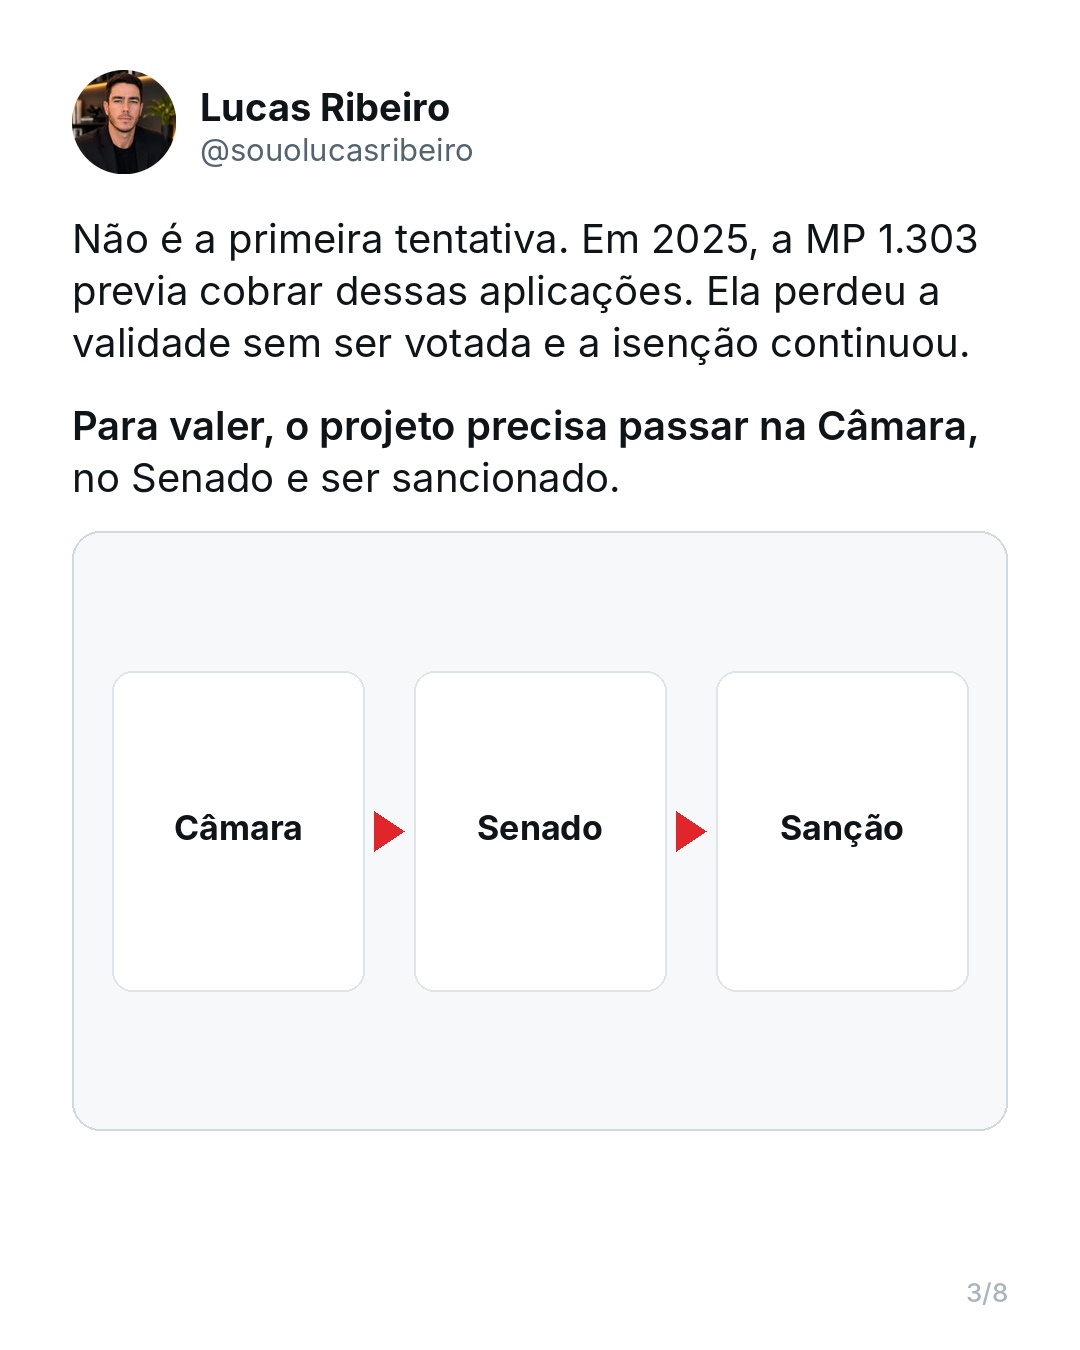 Lucas Ribeiro
@souolucasribeiro
Não é a primeira tentativa. Em 2025, a MP 1.303
previa cobrar dessas aplicações. Ela perdeu a
validade sem ser votada e a isenção continuou.
Para valer, o projeto precisa passar na Câmara,
no Senado e ser sancionado.
Câmara
Senado
Sanção
3/8